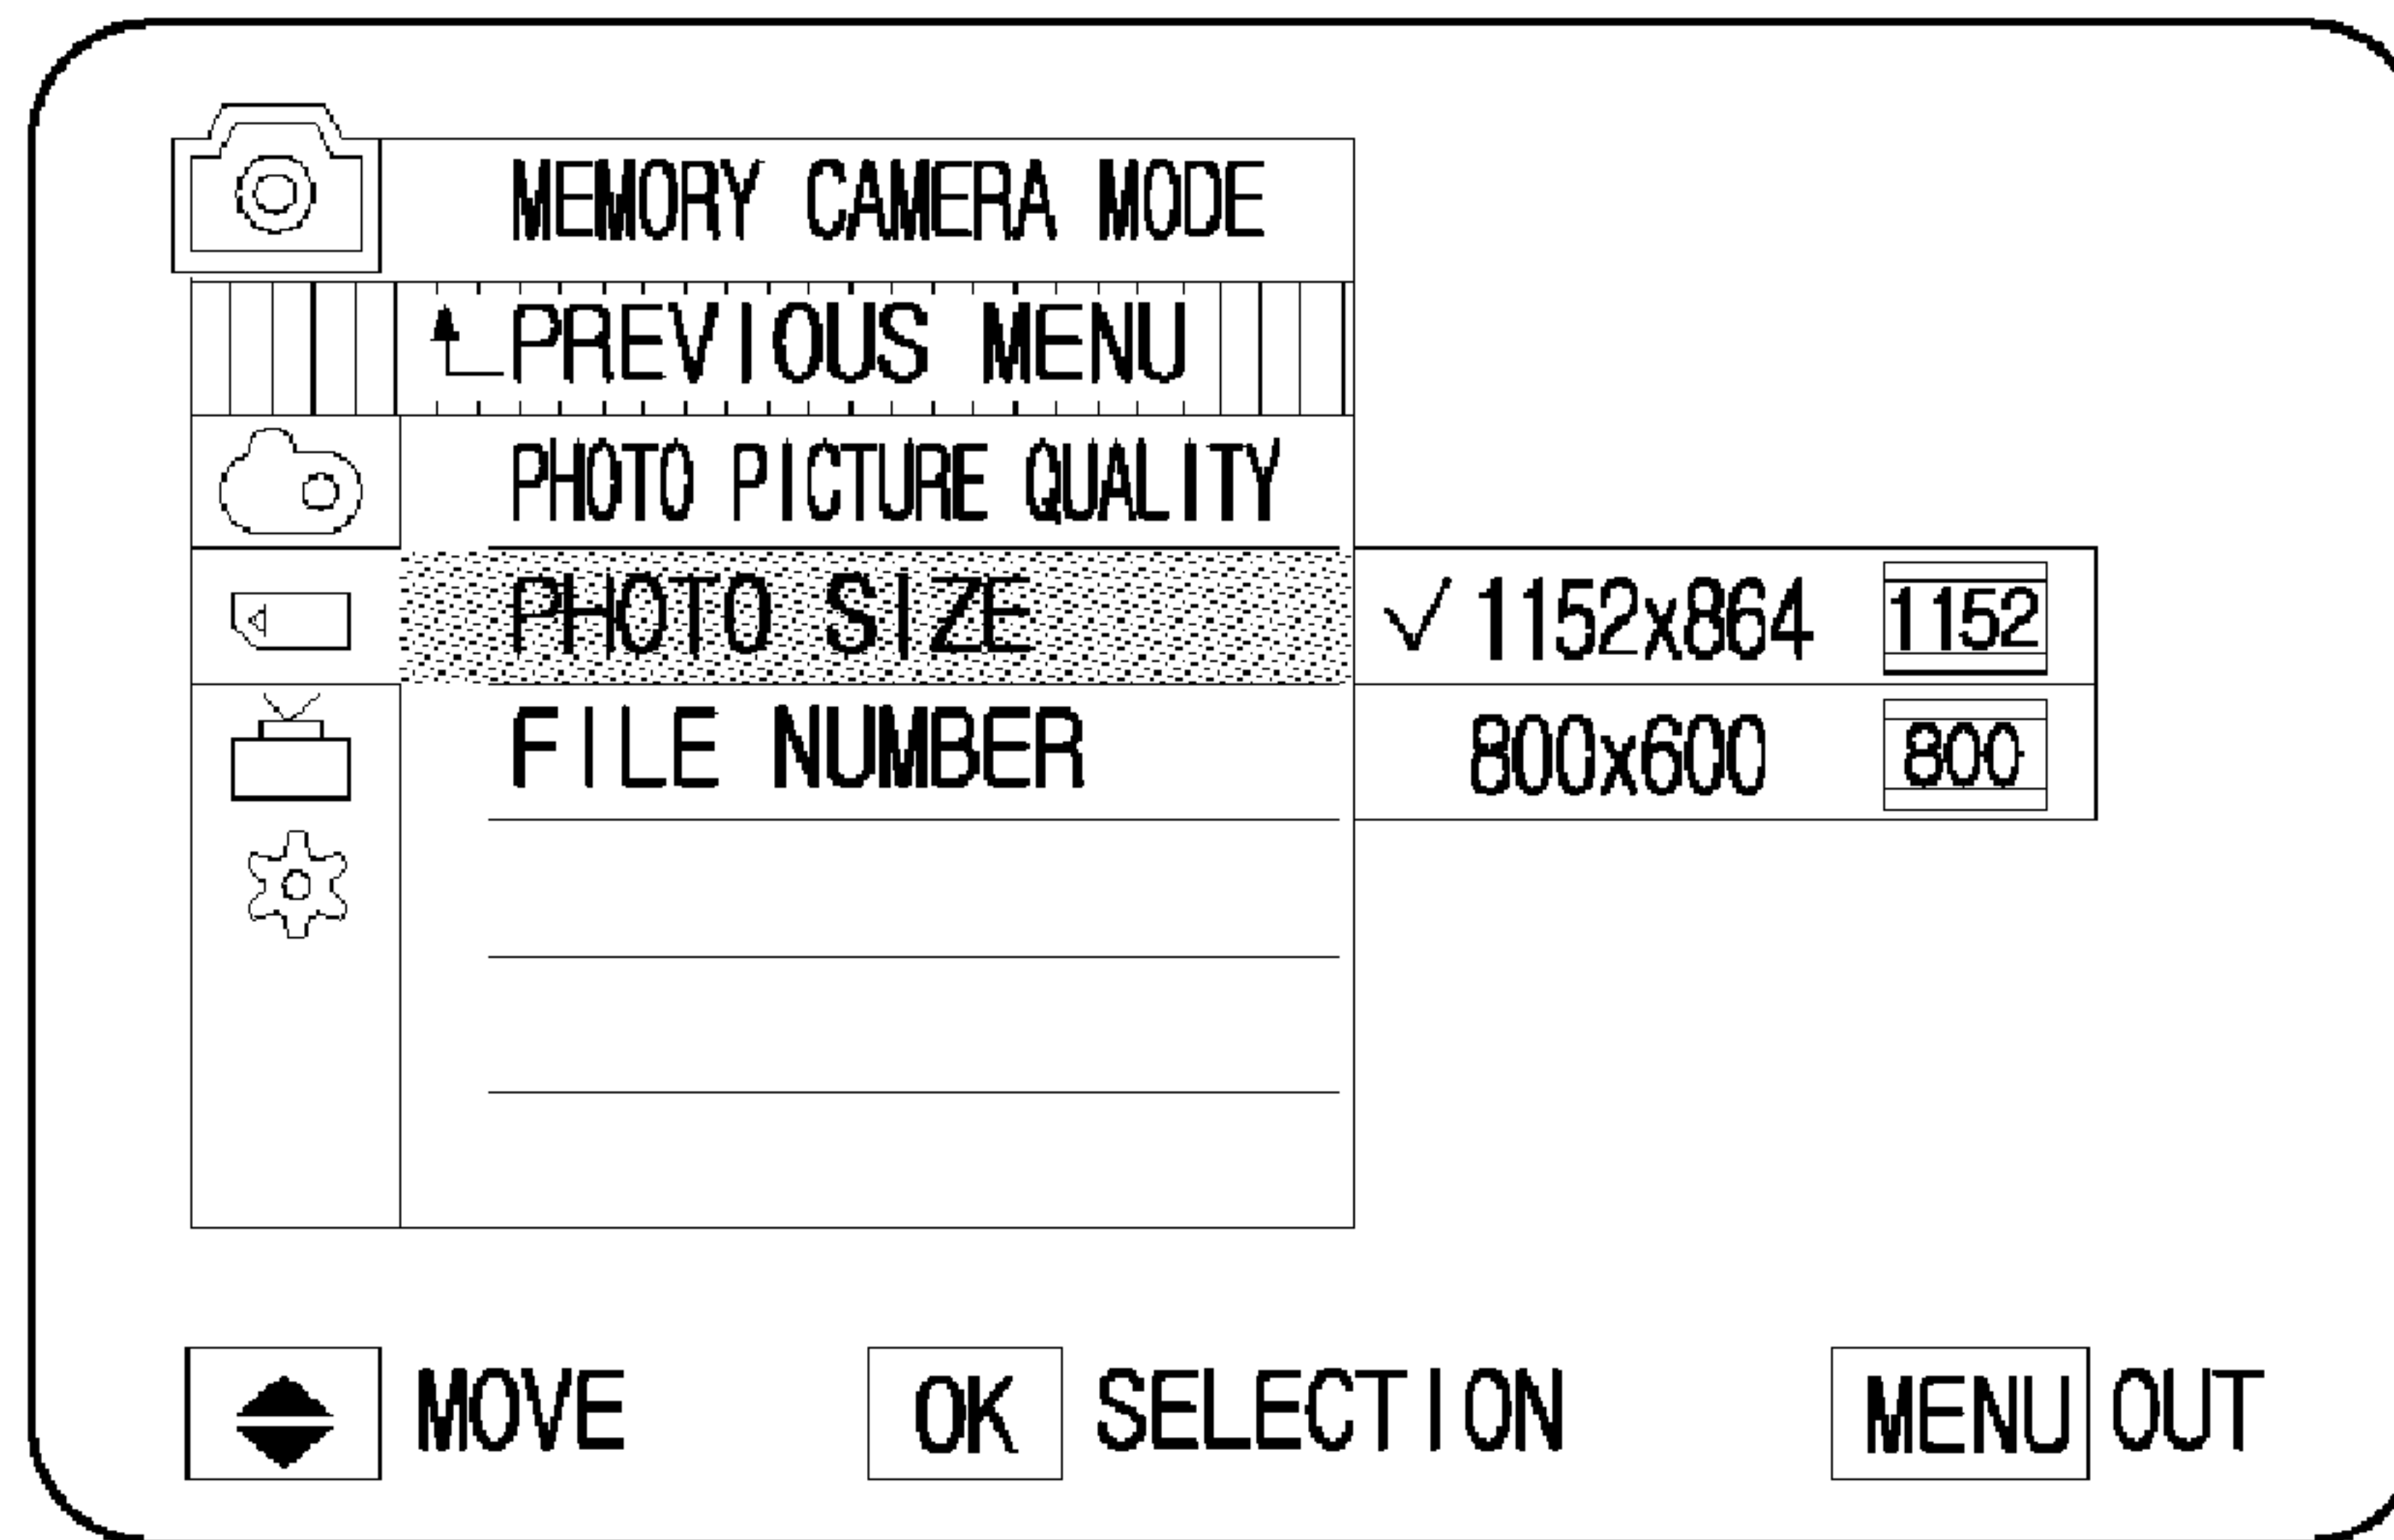 MEMORY CAMERA MODE
PREVIOUS MENU
PHOTO PICTURE QUALITY
PHOTO SIZE
1152x864 1152
FILE NUMBER
800x600 800
MOVE OK SELECTION MENU OUT